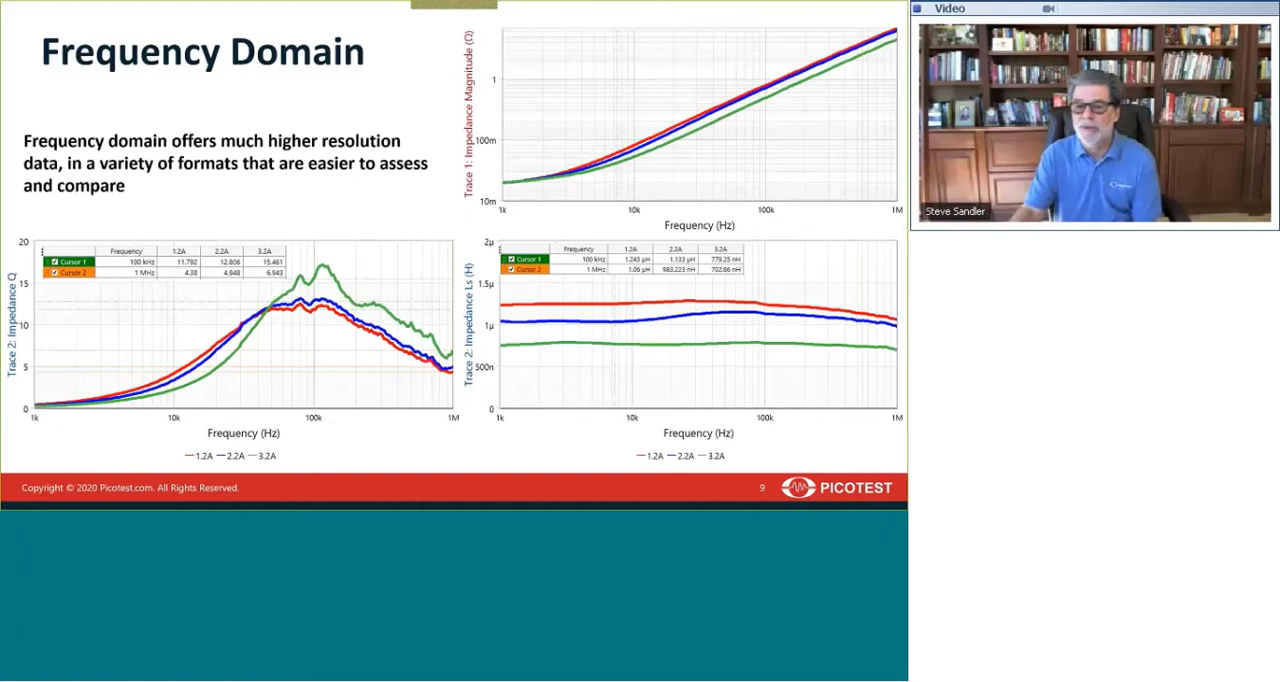 Frequency Domain
Frequency domain offers much higher resolution
data, in a variety of formats that are easier to assess
and compare
Trace 1: Impedance Magnitude (Ω)
1
100m
10m
1k 10k 100k 1M
Frequency (Hz)
Trace 2: Impedance Q
20
15
10
5
0
Frequency 1.2A 2.2A 3.2A
Cursor 1 100 kHz 11.792 12.806 15.461
Cursor 2 1 MHz 4.38 4.948 6.943
1k 10k 100k 1M
Frequency (Hz)
1.2A 2.2A 3.2A
Trace 2: Impedance Ls (H)
2µ
1.5µ
1µ
500n
0
Frequency 1.2A 2.2A 3.2A
Cursor 1 100 kHz 1.243 µH 1.133 µH 779.25 nH
Cursor 2 1 MHz 1.06 µH 983.223 nH 702.86 nH
1k 10k 100k 1M
Frequency (Hz)
1.2A 2.2A 3.2A
Copyright © 2020 Picotest.com. All Rights Reserved.
9
PICOTEST
Video
Steve Sandler